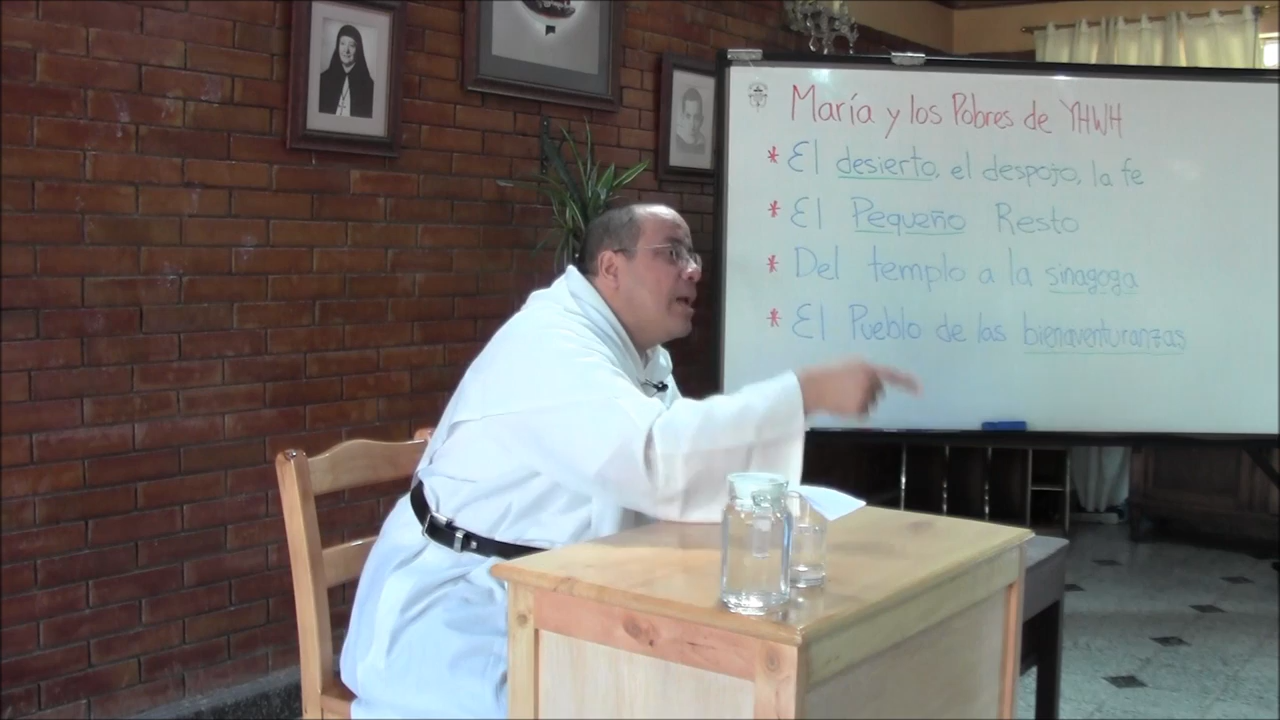 María y los Pobres de YHWH
* El desierto, el despojo, la fe
* El Pequeño Resto
* Del templo a la sinagoga
* El Pueblo de las bienaventuranzas